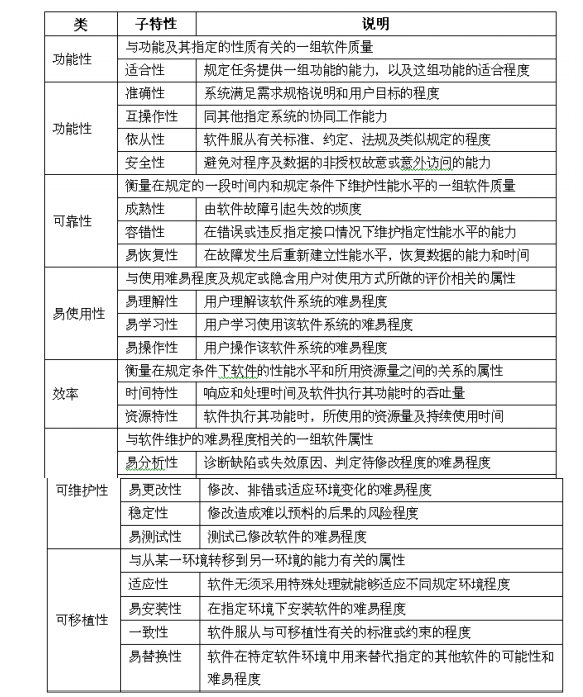 类 子特性 说明
功能性 与功能及其指定的性质有关的一组软件质量
适合性 规定任务提供一组功能的能力，以及这组功能的适合程度
功能性 准确性 系统满足需求规格说明和用户目标的程度
互操作性 同其他指定系统的协同工作能力
依从性 软件服从有关标准、约定、法规及类似规定的程度
安全性 避免对程序及数据的非授权故意或意外访问的能力
可靠性 衡量在规定的一段时间内和规定条件下维护性能水平的一组软件质量
成熟性 由软件故障引起失效的频度
容错性 在错误或违反指定接口情况下维护指定性能水平的能力
易恢复性 在故障发生后重新建立性能水平，恢复数据的能力和时间
易使用性 与使用难易程度及规定或隐含用户对使用方式所做的评价相关的属性
易理解性 用户理解该软件系统的难易程度
易学习性 用户学习使用该软件系统的难易程度
易操作性 用户操作该软件系统的难易程度
效率 衡量在规定条件下软件的性能水平和所用资源量之间的关系的属性
时间特性 响应和处理时间及软件执行其功能时的吞吐量
资源特性 软件执行其功能时，所使用的资源量及持续使用时间
可维护性 与软件维护的难易程度相关的一组软件属性
易分析性 诊断缺陷或失效原因、判定待修改程度的难易程度
易更改性 修改、排错或适应环境变化的难易程度
稳定性 修改造成难以预料的后果的风险程度
易测试性 测试已修改软件的难易程度
可移植性 与从某一环境转移到另一环境的能力有关的属性
适应性 软件无须采用特殊处理就能够适应不同规定环境程度
易安装性 在指定环境下安装软件的难易程度
一致性 软件服从与可移植性有关的标准或约束的程度
易替换性 软件在特定软件环境中用来替代指定的其他软件的可能性和
难易程度